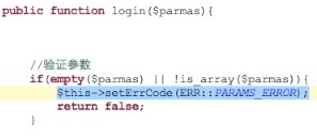 public function login($parmas){
//验证参数
if(empty($parmas) || !is_array($parmas)){
$this->setErrCode(ERR::PARAMS_ERROR);
return false;
}